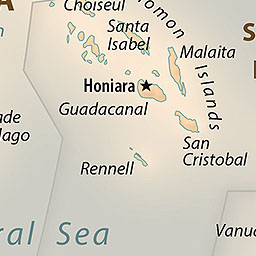 Choiseul
omon
Santa
Isabel
Malaita
Islands
Honiara
Guadacanal
ade
lago
San
Cristobal
Rennell
Vanu
ral Sea